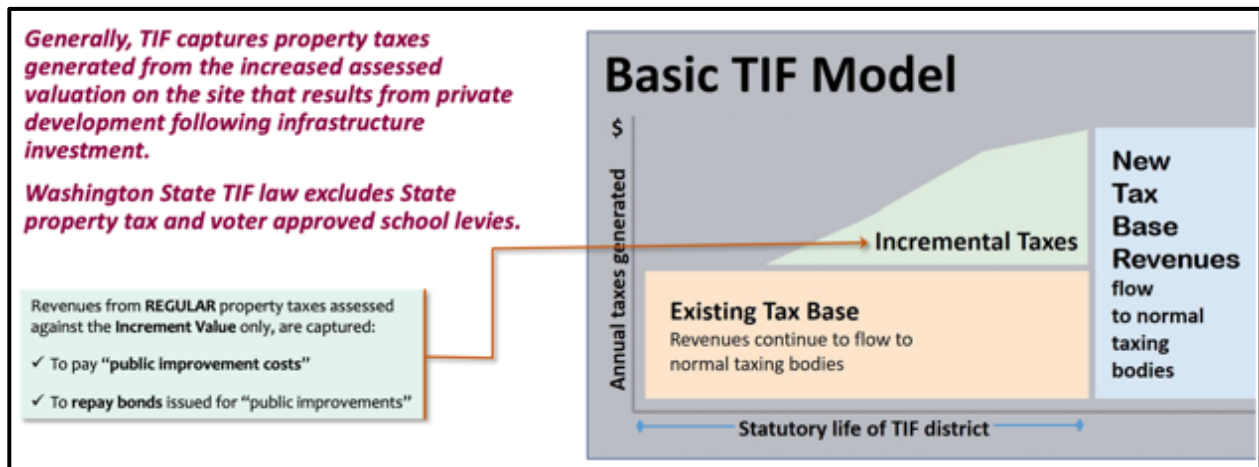 Generally, TIF captures property taxes
generated from the increased assessed
valuation on the site that results from private
development following infrastructure
investment.
Washington State TIF law excludes State
property tax and voter approved school levies.
Revenues from REGULAR property taxes assessed
against the Increment Value only, are captured:
✓ To pay “public improvement costs”
✓ To repay bonds issued for “public improvements”
Basic TIF Model
$
Annual taxes generated
Incremental Taxes
Existing Tax Base
Revenues continue to flow to
normal taxing bodies
Statutory life of TIF district
New
Tax
Base
Revenues
flow
to normal
taxing
bodies